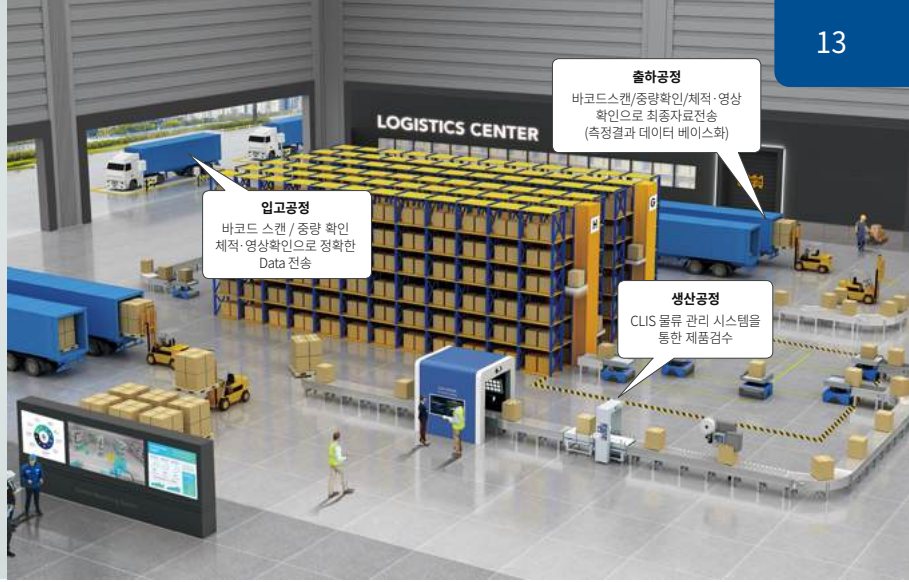 13
출하공정
바코드스캔/중량확인/체적·영상
확인으로 최종자료전송
(측정결과 데이터 베이스화)
LOGISTICS CENTER
입고공정
바코드 스캔 / 중량 확인
체적·영상확인으로 정확한
Data 전송
H
G
생산공정
CLIS 물류 관리 시스템을
통한 제품검수